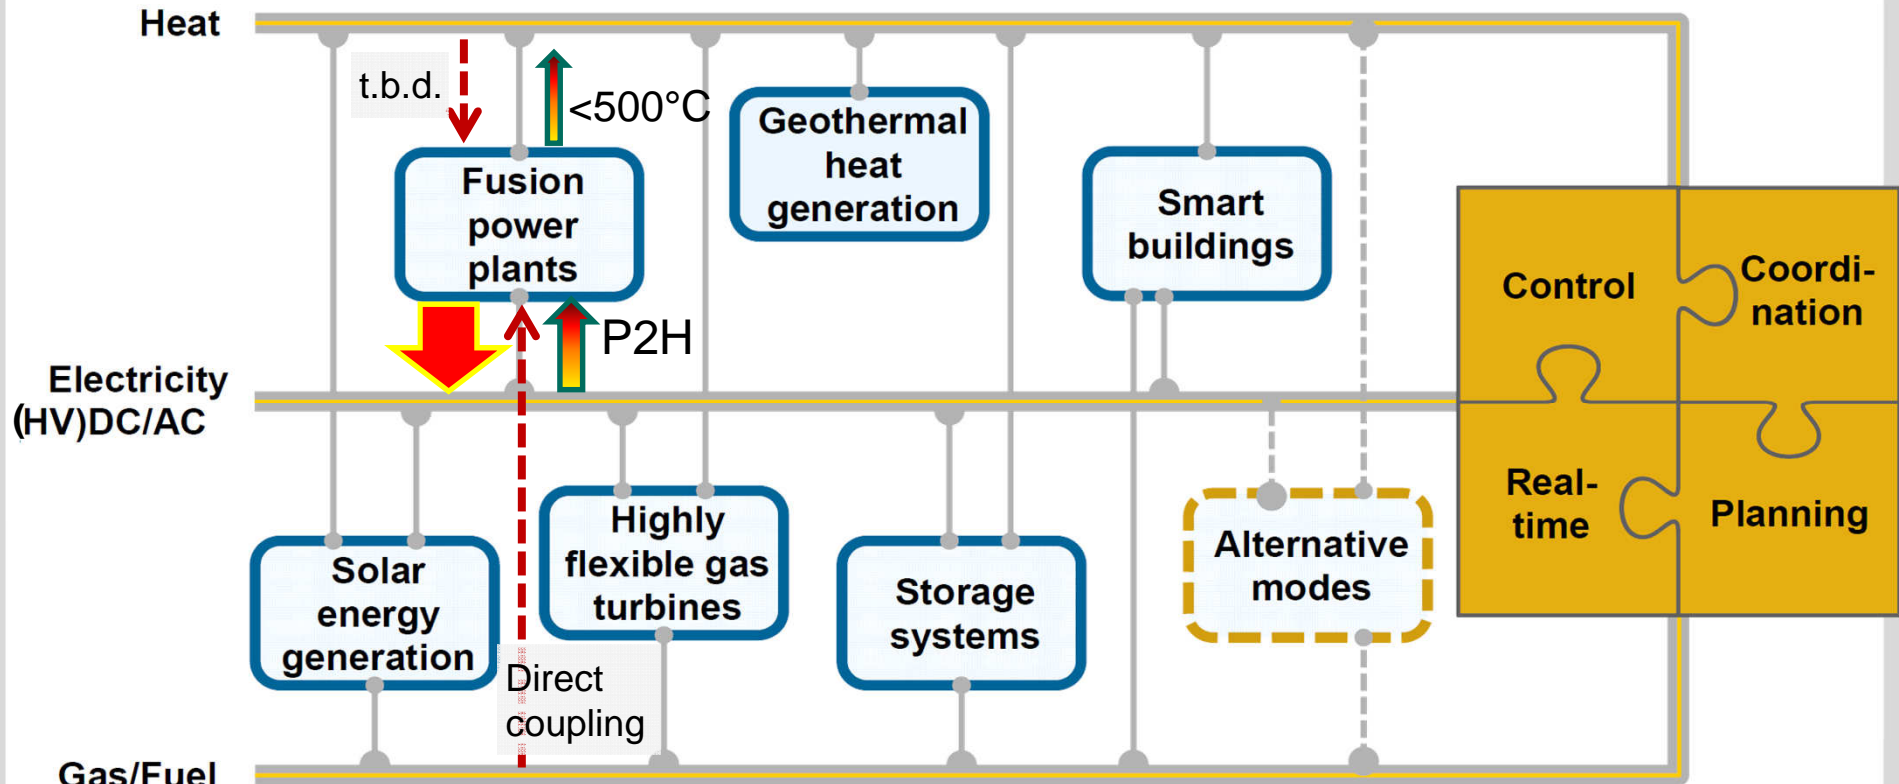 Heat
t.b.d.
<500°C
Fusion
power
plants
Geothermal
heat
generation
Smart
buildings
Control
Coordi-
nation
P2H
Electricity
(HV)DC/AC
Real-
time
Planning
Solar
energy
generation
Highly
flexible gas
turbines
Storage
systems
Alternative
modes
Direct
coupling
Gas/Fuel